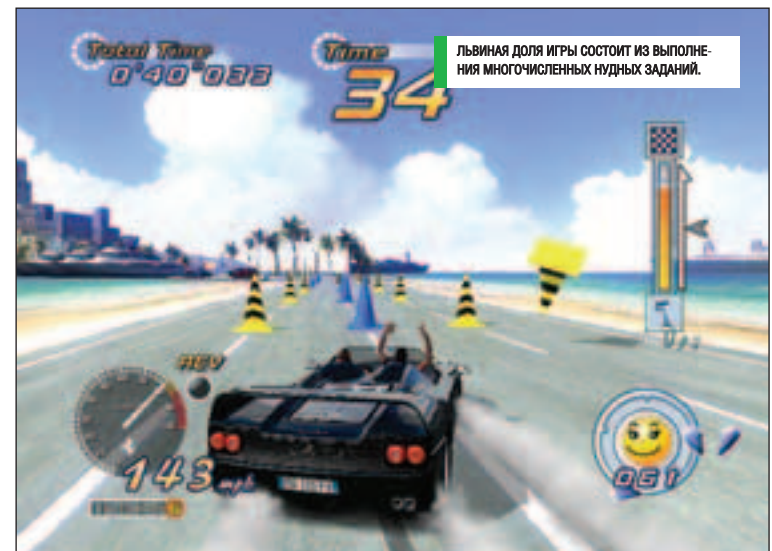 Total Time
0'40"033
Time
34
ЛЬВИНАЯ ДОЛЯ ИГРЫ СОСТОИТ ИЗ ВЫПОЛНЕ-
НИЯ МНОГОЧИСЛЕННЫХ НУДНЫХ ЗАДАНИЙ.
REV
143 mph
061